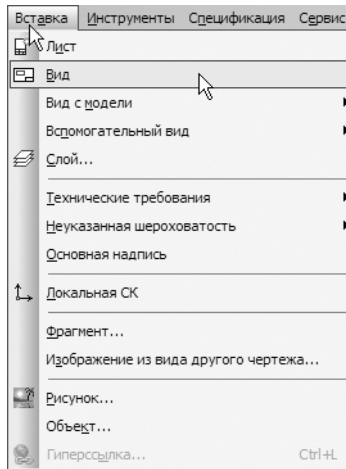 Вставка Инструменты Спецификация Сервис
Лист
Вид
Вид с модели
Вспомогательный вид
Слой...
Технические требования
Неуказанная шероховатость
Основная надпись
Локальная СК
Фрагмент...
Изображение из вида другого чертежа...
Рисунок...
Объект...
Гиперссылка... Ctrl+L